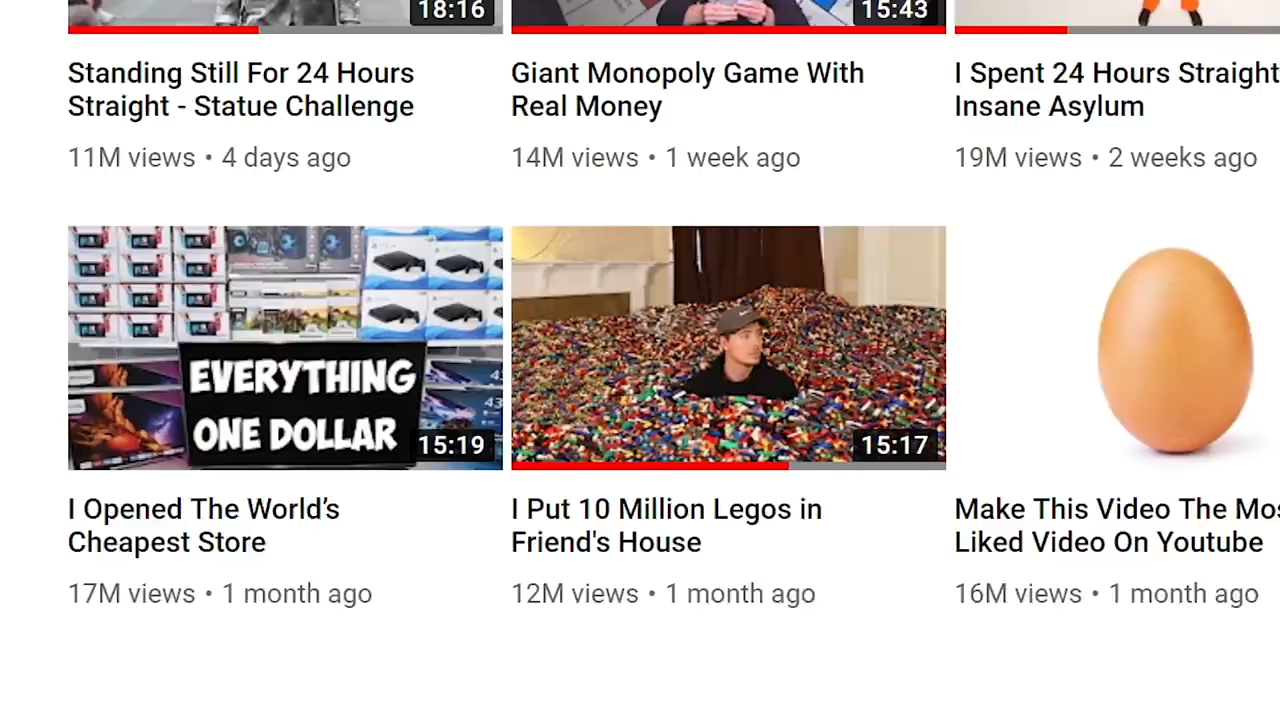 18:16
15:43
Standing Still For 24 Hours
Straight - Statue Challenge
11M views • 4 days ago
Giant Monopoly Game With
Real Money
14M views • 1 week ago
I Spent 24 Hours Straight
Insane Asylum
19M views • 2 weeks ago
EVERYTHING
ONE DOLLAR
15:19
15:17
I Opened The World’s
Cheapest Store
17M views • 1 month ago
I Put 10 Million Legos in
Friend's House
12M views • 1 month ago
Make This Video The Mos
Liked Video On Youtube
16M views • 1 month ago